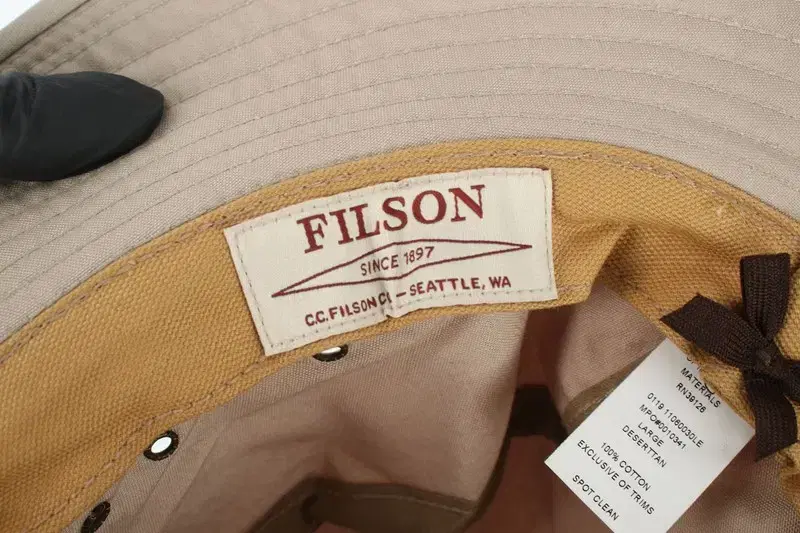 FILSON
SINCE 1897
C.C. FILSON CO — SEATTLE, WA
MATERIALS
RN39126
0119 11060030LE
MPO#0010341
LARGE
DESERTTAN
100% COTTON
EXCLUSIVE OF TRIMS
SPOT CLEAN